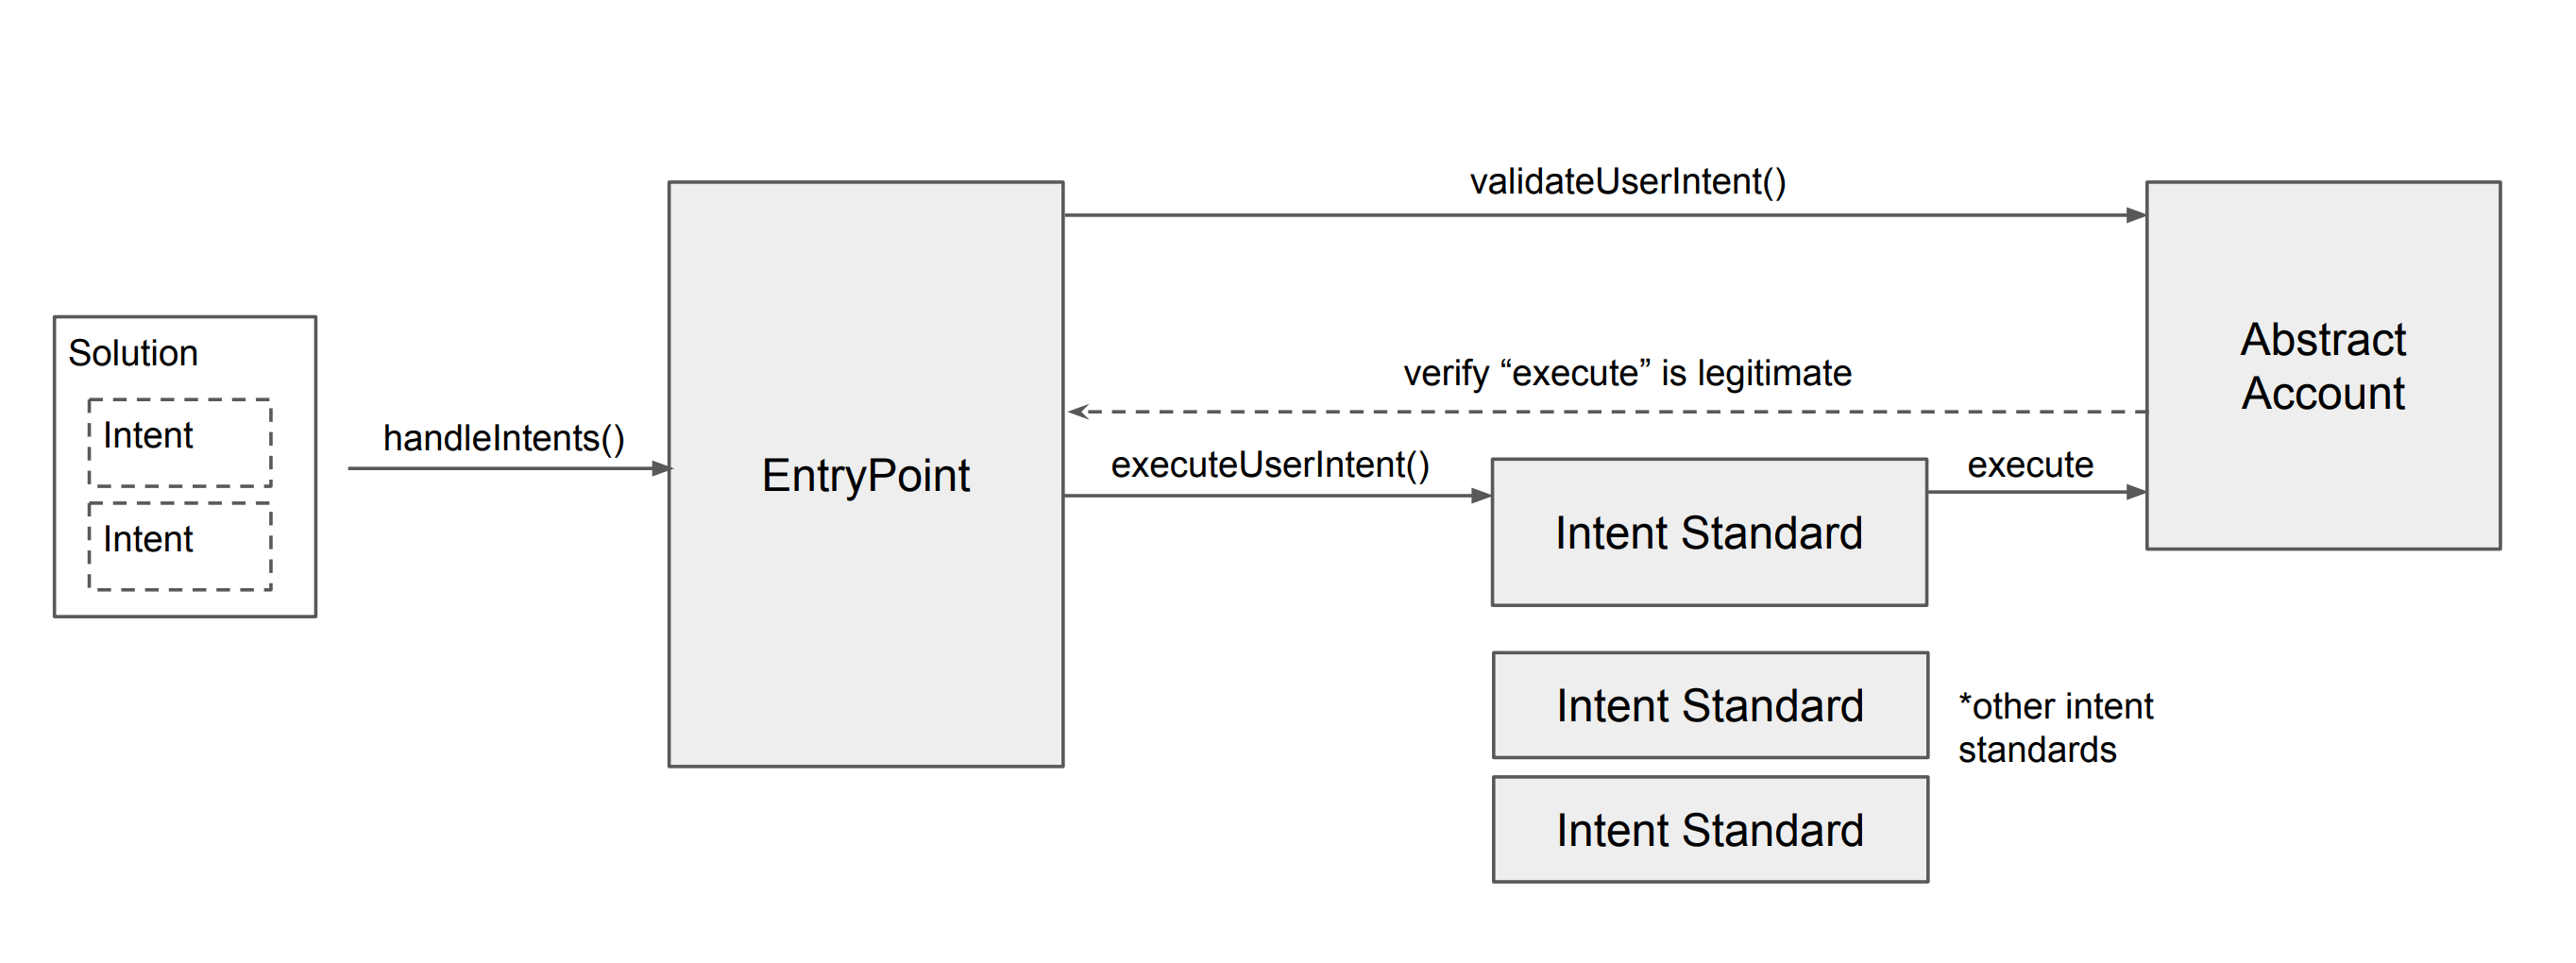 Solution
Intent
Intent
handleIntents()
EntryPoint
validateUserIntent()
verify “execute” is legitimate
executeUserIntent()
Intent Standard
execute
Abstract
Account
Intent Standard
*other intent
standards
Intent Standard